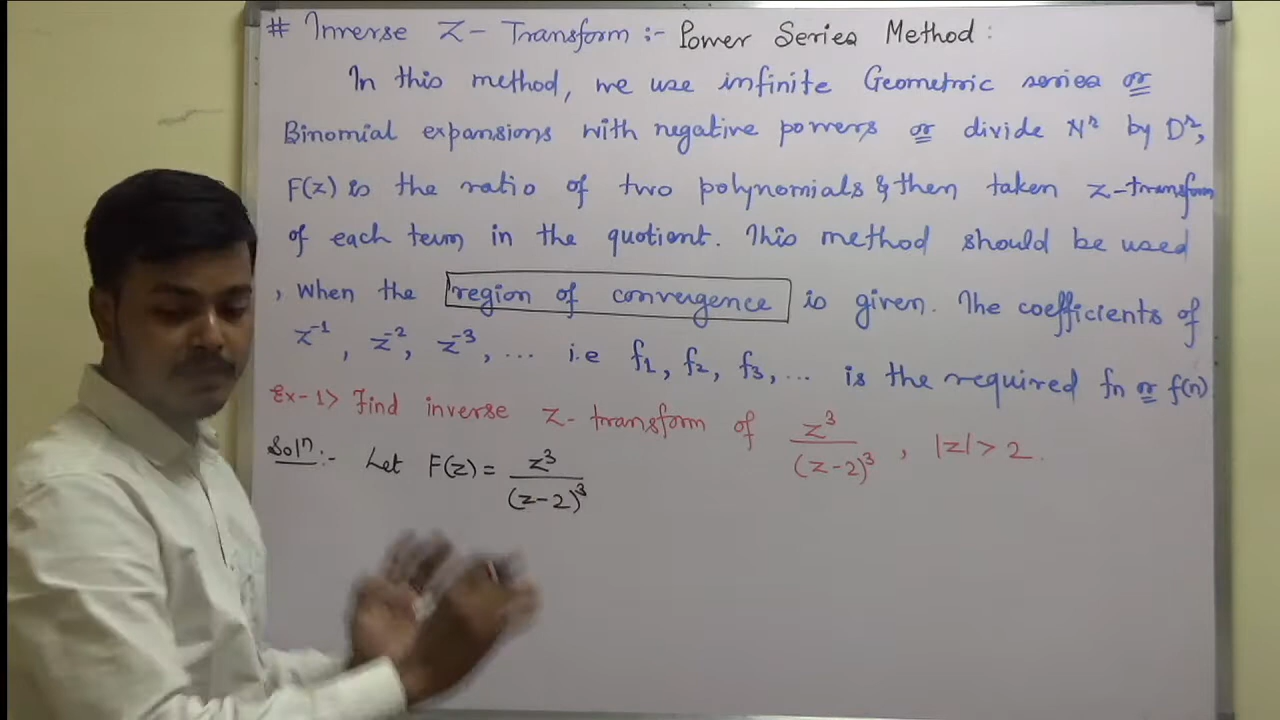 # Inverse Z-Transform :- Power Series Method :
In this method, we use infinite Geometric series or
Binomial expansions with negative powers or divide Nʳ by Dʳ,
F(z) is the ratio of two polynomials & then taken z-transform
of each term in the quotient. This method should be used
, when the region of convergence is given. The coefficients of
z⁻¹, z⁻², z⁻³, ... i.e f₁, f₂, f₃, ... is the required fn or f(n)
Ex-1> Find inverse Z-transform of z³/(z-2)³, |z| > 2.
Solⁿ:- Let F(z) = z³/(z-2)³